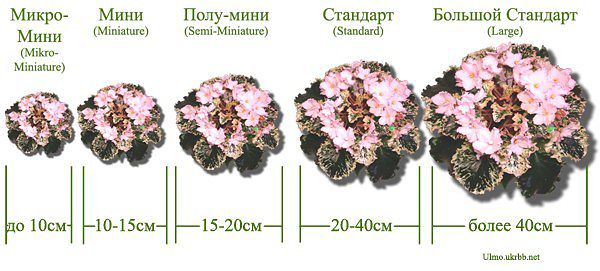 Микро-
Мини
(Mikro-
Miniature)
Мини
(Miniature)
Полу-мини
(Semi-Miniature)
Стандарт
(Standard)
Большой Стандарт
(Large)
до 10см
10-15см
15-20см
20-40см
более 40см
Ulmo.ukrbb.net